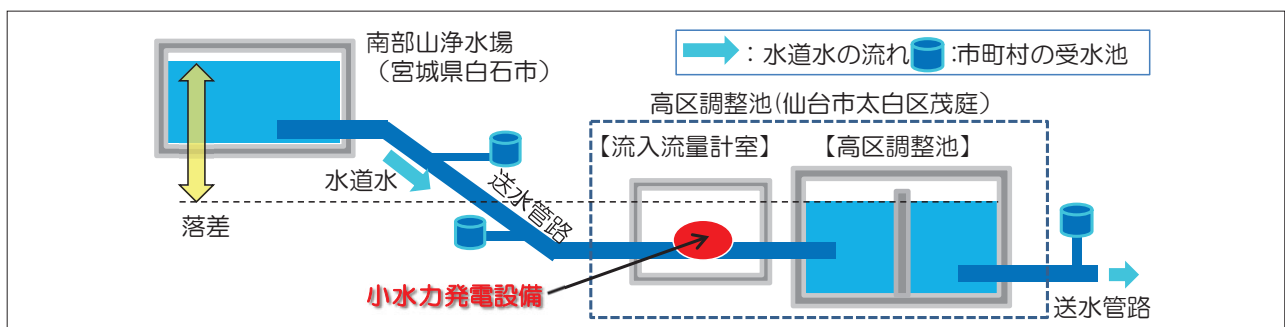 南部山浄水場
（宮城県白石市）
：水道水の流れ
:市町村の受水池
高区調整池(仙台市太白区茂庭）
【流入流量計室】
【高区調整池】
水道水
送水管路
落差
小水力発電設備
送水管路